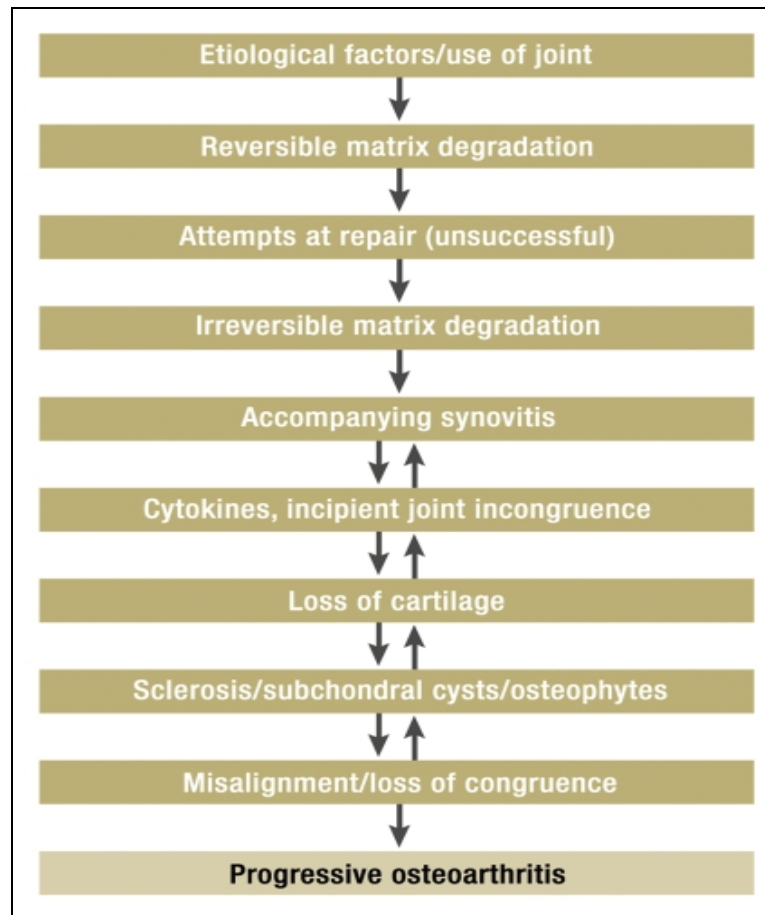 Etiological factors/use of joint
Reversible matrix degradation
Attempts at repair (unsuccessful)
Irreversible matrix degradation
Accompanying synovitis
Cytokines, incipient joint incongruence
Loss of cartilage
Sclerosis/subchondral cysts/osteophytes
Misalignment/loss of congruence
Progressive osteoarthritis